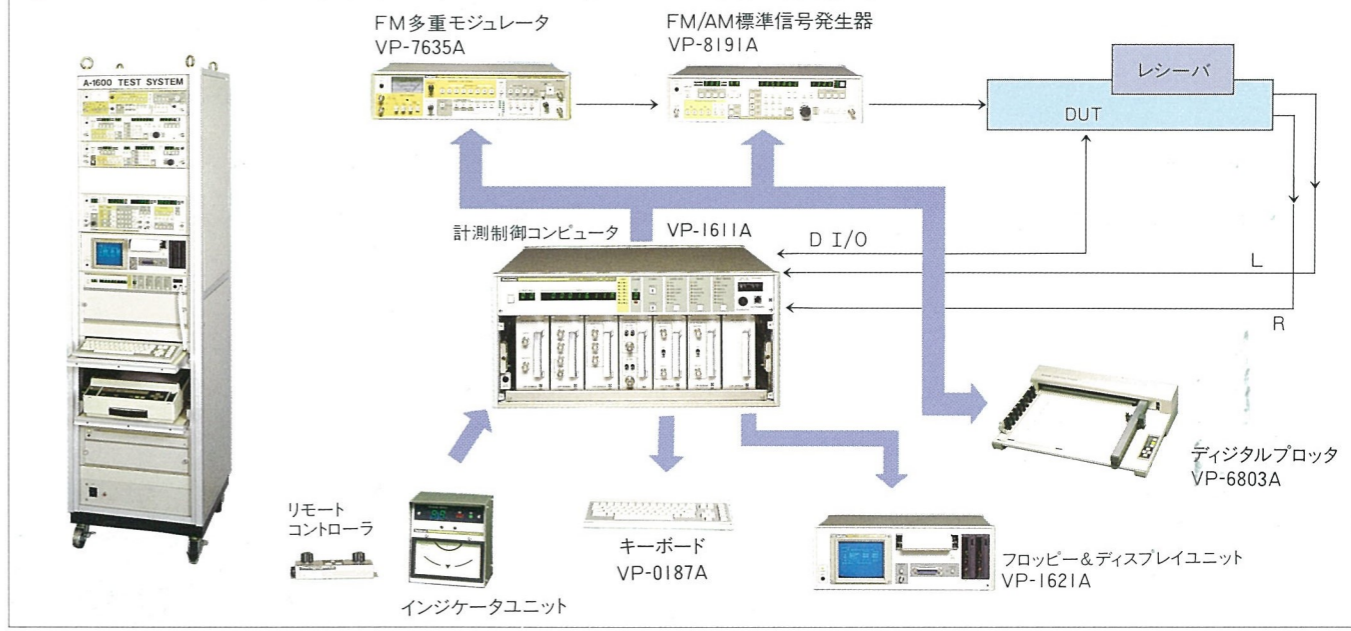 FM多重モジュレータ
VP-7635A
FM/AM標準信号発生器
VP-8191A
レシーバ
DUT
A-1600 TEST SYSTEM
計測制御コンピュータ
VP-1611A
D I/O
L
R
ディジタルプロッタ
VP-6803A
リモート
コントローラ
インジケータユニット
キーボード
VP-0187A
フロッピー&ディスプレイユニット
VP-1621A